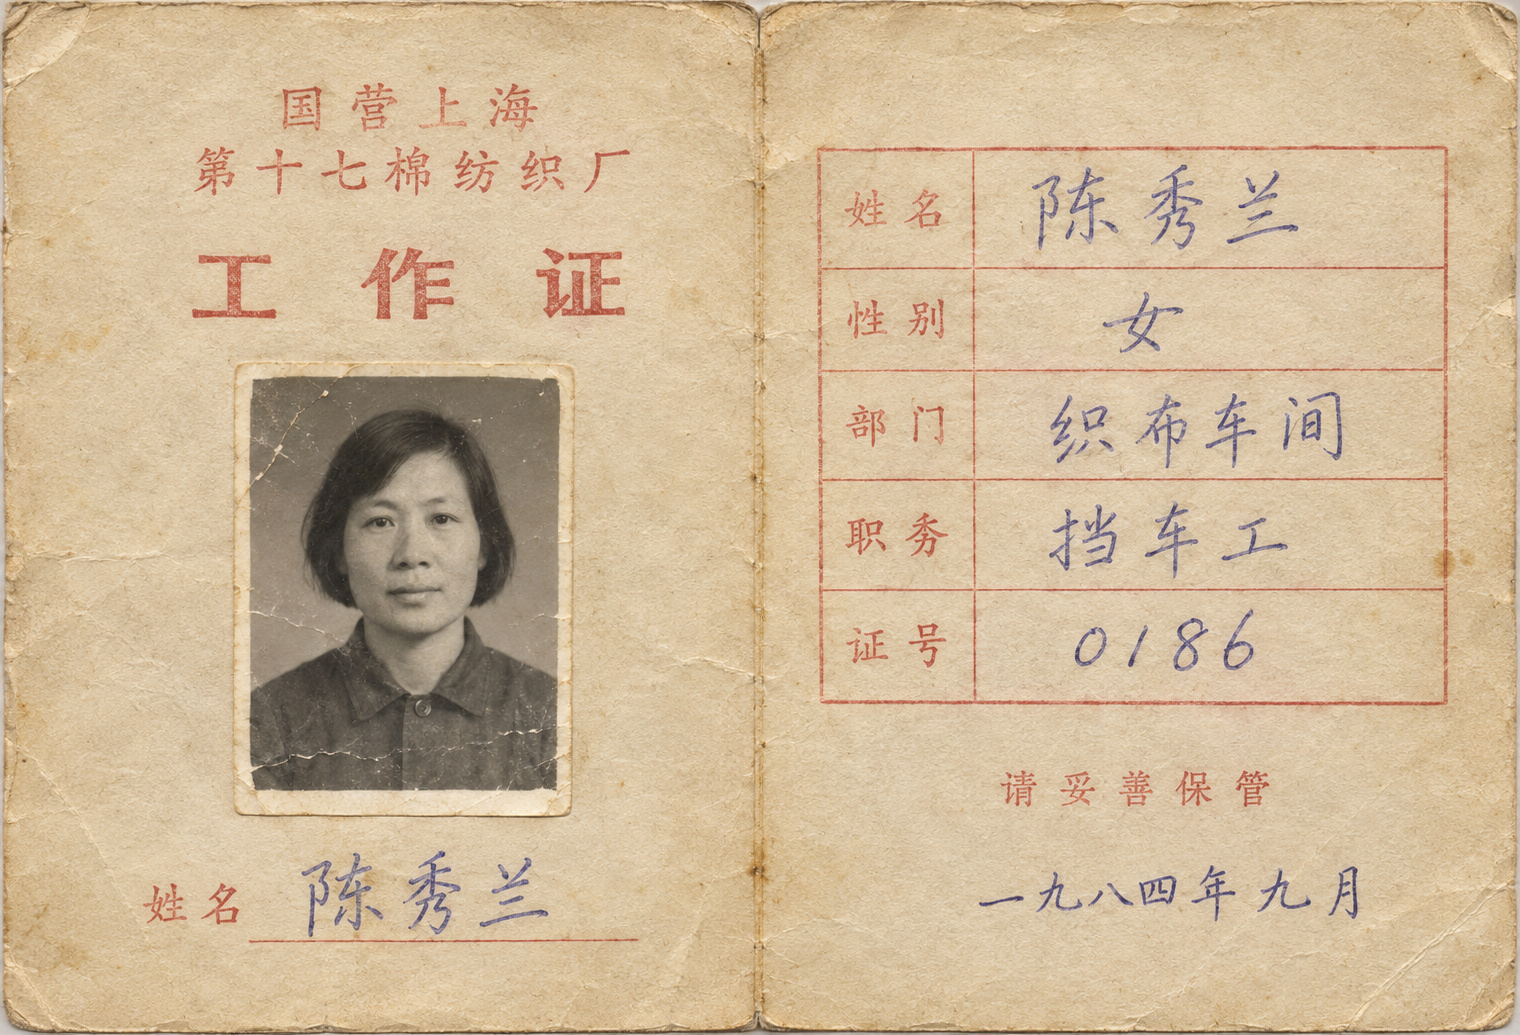 国营上海
第十七棉纺织厂
工作证
姓名 陈秀兰
姓名 陈秀兰
性别 女
部门 织布车间
职务 挡车工
证号 0186
请妥善保管
一九八四年九月